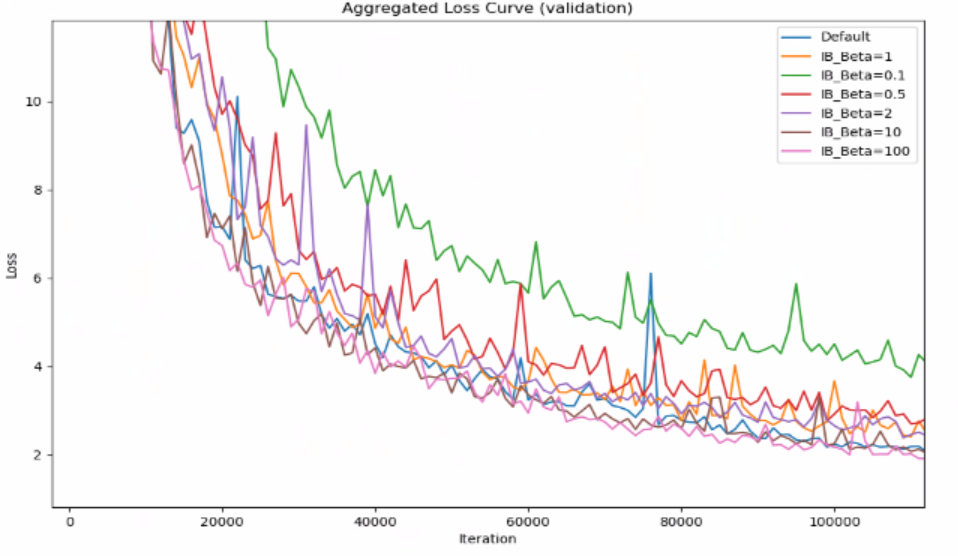 Aggregated Loss Curve (validation)
Default
IB_Beta=1
IB_Beta=0.1
IB_Beta=0.5
IB_Beta=2
IB_Beta=10
IB_Beta=100
10
8
6
4
2
Loss
0
20000
40000
60000
80000
100000
Iteration